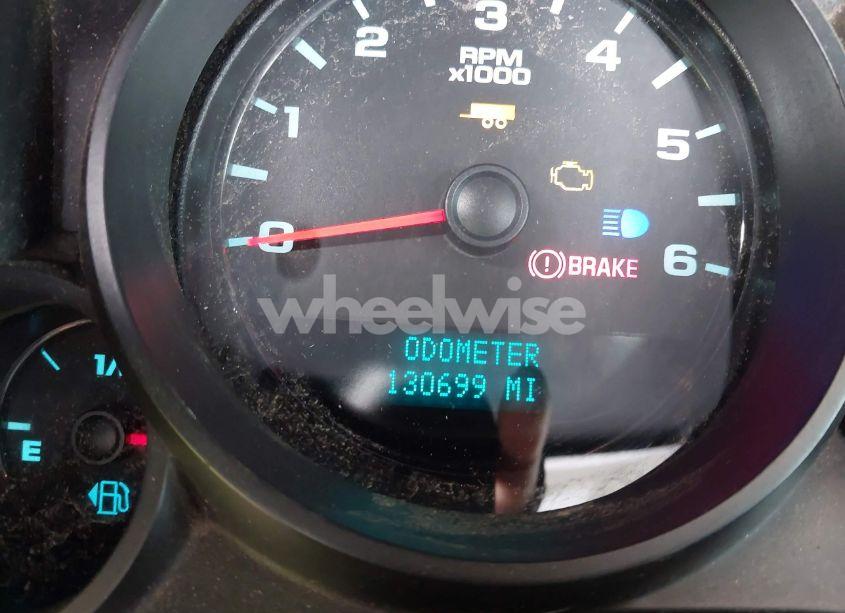 1
2
3
4
5
6
RPM
x1000
0
BRAKE
wheelwise
ODOMETER
130699 MI
E